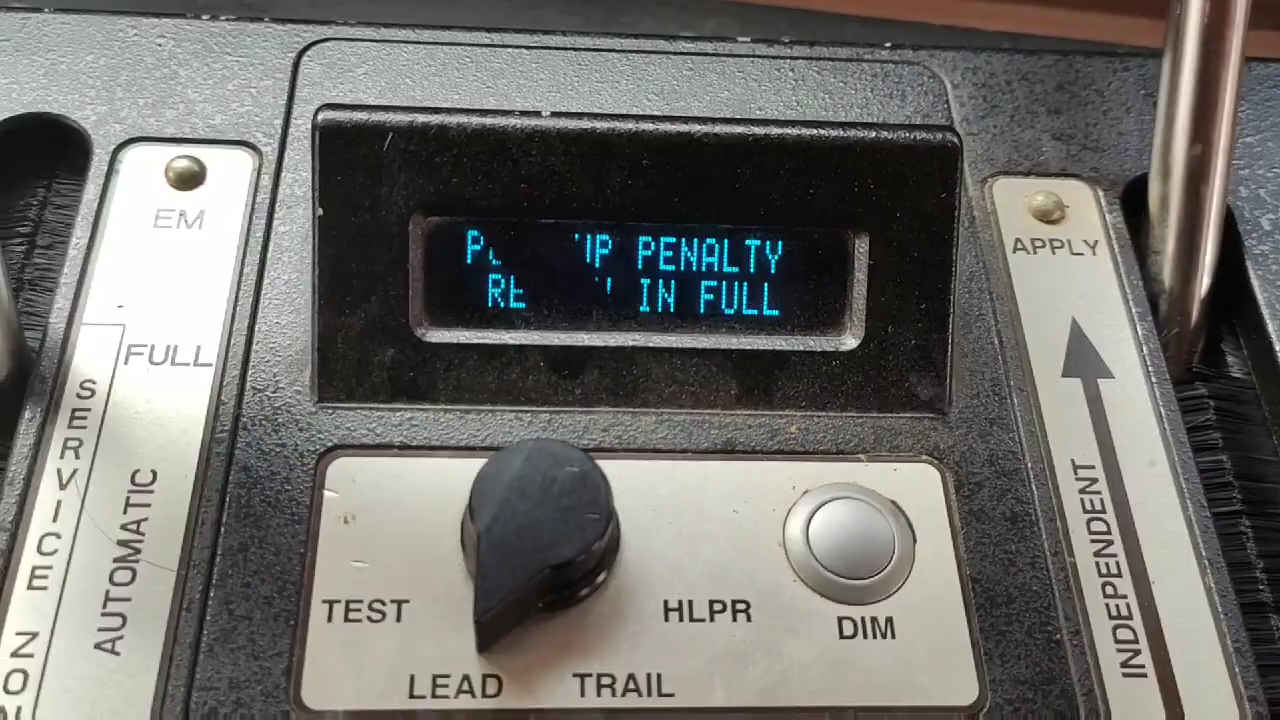 EM
FULL
SERVICE
AUTOMATIC
PENALTY
IN FULL
APPLY
INDEPENDENT
TEST
LEAD
TRAIL
HLPR
DIM